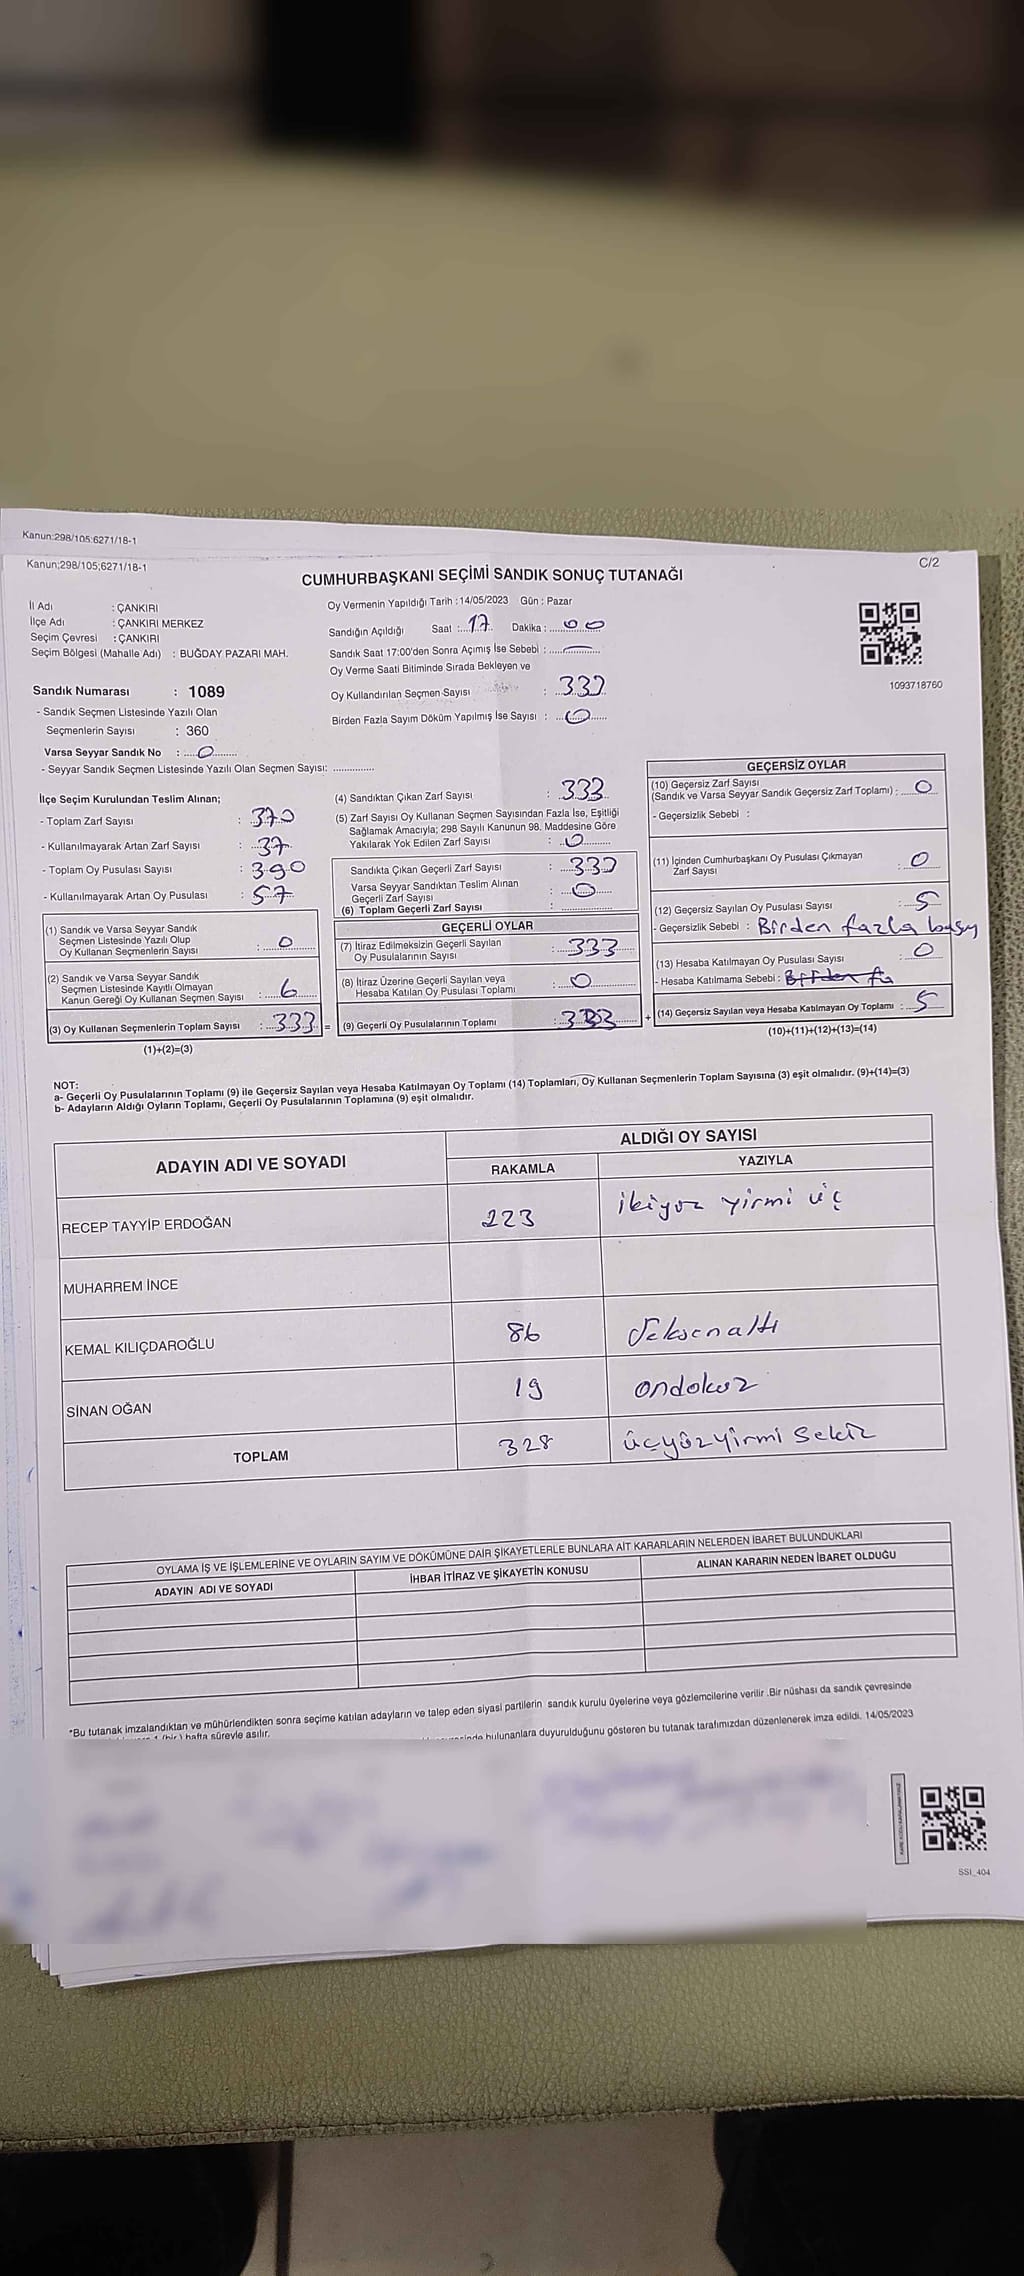 Kanun:298/105;6271/18-1
Kanun;298/105;6271/18-1
C/2
CUMHURBAŞKANI SEÇİMİ SANDIK SONUÇ TUTANAĞI
İl Adı : ÇANKIRI
İlçe Adı : ÇANKIRI MERKEZ
Seçim Çevresi : ÇANKIRI
Seçim Bölgesi (Mahalle Adı) : BUĞDAY PAZARI MAH.
Oy Vermenin Yapıldığı Tarih : 14/05/2023 Gün : Pazar
Sandığın Açıldığı Saat : 17 Dakika : 00
Sandık Saat 17:00'den Sonra Açımış İse Sebebi :
Oy Verme Saati Bitiminde Sırada Bekleyen ve
Oy Kullandırılan Seçmen Sayısı :
Birden Fazla Sayım Döküm Yapılmış İse Sayısı : 0
1093718760
Sandık Numarası : 1089
- Sandık Seçmen Listesinde Yazılı Olan
Seçmenlerin Sayısı : 360
Varsa Seyyar Sandık No : 0
- Seyyar Sandık Seçmen Listesinde Yazılı Olan Seçmen Sayısı:
İlçe Seçim Kurulundan Teslim Alınan;
- Toplam Zarf Sayısı : 370
- Kullanılmayarak Artan Zarf Sayısı : 37
- Toplam Oy Pusulası Sayısı : 390
- Kullanılmayarak Artan Oy Pusulası : 57
(1) Sandık ve Varsa Seyyar Sandık
Seçmen Listesinde Yazılı Olup
Oy Kullanan Seçmenlerin Sayısı : 0
(2) Sandık ve Varsa Seyyar Sandık
Seçmen Listesinde Kayıtlı Olmayan
Kanun Gereği Oy Kullanan Seçmen Sayısı : 6
(3) Oy Kullanan Seçmenlerin Toplam Sayısı : 333 =
(1)+(2)=(3)
(4) Sandıktan Çıkan Zarf Sayısı : 333
(5) Zarf Sayısı Oy Kullanan Seçmen Sayısından Fazla İse, Eşitliği
Sağlamak Amacıyla; 298 Sayılı Kanunun 98. Maddesine Göre
Yakılarak Yok Edilen Zarf Sayısı : 0
Sandıkta Çıkan Geçerli Zarf Sayısı :
Varsa Seyyar Sandıktan Teslim Alınan
Geçerli Zarf Sayısı : 0
(6) Toplam Geçerli Zarf Sayısı :
GEÇERLİ OYLAR
(7) İtiraz Edilmeksizin Geçerli Sayılan
Oy Pusulalarının Sayısı : 333
(8) İtiraz Üzerine Geçerli Sayılan veya
Hesaba Katılan Oy Pusulası Toplamı : 0
(9) Geçerli Oy Pusulalarının Toplamı : +
GEÇERSİZ OYLAR
(10) Geçersiz Zarf Sayısı
(Sandık ve Varsa Seyyar Sandık Geçersiz Zarf Toplamı) : 0
- Geçersizlik Sebebi :
(11) İçinden Cumhurbaşkanı Oy Pusulası Çıkmayan
Zarf Sayısı : 0
(12) Geçersiz Sayılan Oy Pusulası Sayısı : 5
- Geçersizlik Sebebi : Birden fazla
(13) Hesaba Katılmayan Oy Pusulası Sayısı : 0
- Hesaba Katılmama Sebebi : Birden fa
(14) Geçersiz Sayılan veya Hesaba Katılmayan Oy Toplamı : 5
(10)+(11)+(12)+(13)=(14)
NOT:
a- Geçerli Oy Pusulalarının Toplamı (9) ile Geçersiz Sayılan veya Hesaba Katılmayan Oy Toplamı (14) Toplamları, Oy Kullanan Seçmenlerin Toplam Sayısına (3) eşit olmalıdır. (9)+(14)=(3)
b- Adayların Aldığı Oyların Toplamı, Geçerli Oy Pusulalarının Toplamına (9) eşit olmalıdır.
ADAYIN ADI VE SOYADI
ALDIĞI OY SAYISI
RAKAMLA YAZIYLA
RECEP TAYYİP ERDOĞAN 223 ikiyüz yirmi üç
MUHARREM İNCE
KEMAL KILIÇDAROĞLU 86 Seksenaltı
SİNAN OĞAN 19 ondokuz
TOPLAM 328 üçyüzyirmi sekiz
OYLAMA İŞ VE İŞLEMLERİNE VE OYLARIN SAYIM VE DÖKÜMÜNE DAİR ŞİKAYETLERLE BUNLARA AİT KARARLARIN NELERDEN İBARET BULUNDUKLARI
ADAYIN ADI VE SOYADI İHBAR İTİRAZ VE ŞİKAYETİN KONUSU ALINAN KARARIN NEDEN İBARET OLDUĞU
*Bu tutanak imzalandıktan ve mühürlendikten sonra seçime katılan adayların ve talep eden siyasi partilerin sandık kurulu üyelerine veya gözlemcilerine verilir .Bir nüshası da sandık çevresinde
1 (bir) hafta süreyle asılır.
bulunanlara duyurulduğunu gösteren bu tutanak tarafımızdan düzenlenerek imza edildi. 14/05/2023
SSI_404